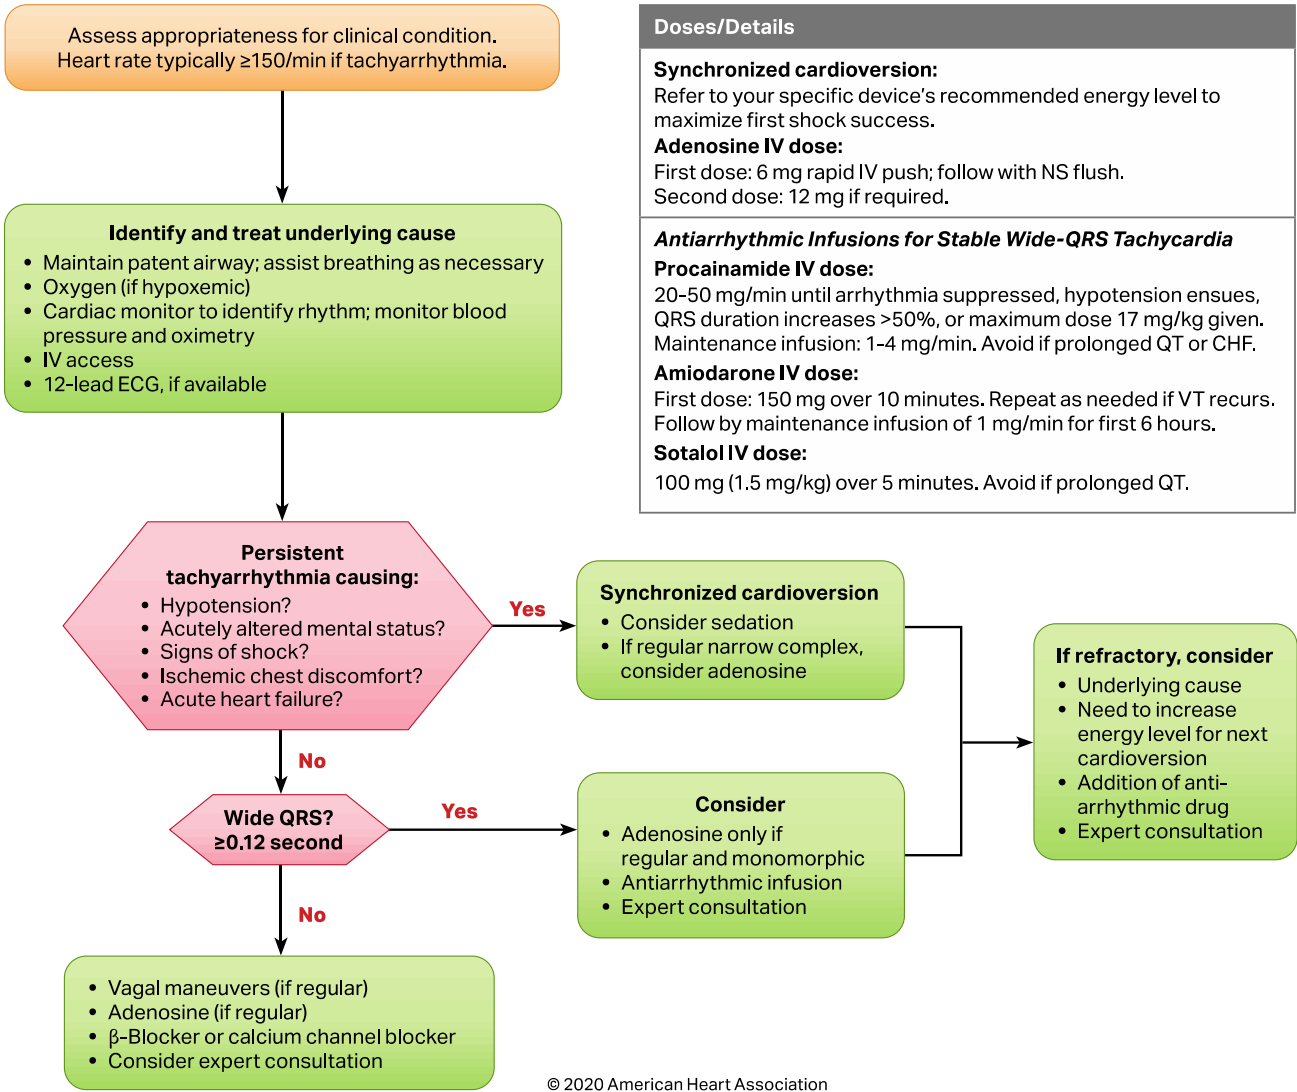 Assess appropriateness for clinical condition.
Heart rate typically ≥150/min if tachyarrhythmia.
Identify and treat underlying cause
• Maintain patent airway; assist breathing as necessary
• Oxygen (if hypoxemic)
• Cardiac monitor to identify rhythm; monitor blood
pressure and oximetry
• IV access
• 12-lead ECG, if available
Persistent
tachyarrhythmia causing:
• Hypotension?
• Acutely altered mental status?
• Signs of shock?
• Ischemic chest discomfort?
• Acute heart failure?
Yes
Synchronized cardioversion
• Consider sedation
• If regular narrow complex,
consider adenosine
If refractory, consider
• Underlying cause
• Need to increase
energy level for next
cardioversion
• Addition of anti-
arrhythmic drug
• Expert consultation
No
Wide QRS?
≥0.12 second
Yes
Consider
• Adenosine only if
regular and monomorphic
• Antiarrhythmic infusion
• Expert consultation
No
• Vagal maneuvers (if regular)
• Adenosine (if regular)
• β-Blocker or calcium channel blocker
• Consider expert consultation
Doses/Details
Synchronized cardioversion:
Refer to your specific device's recommended energy level to
maximize first shock success.
Adenosine IV dose:
First dose: 6 mg rapid IV push; follow with NS flush.
Second dose: 12 mg if required.
Antiarrhythmic Infusions for Stable Wide-QRS Tachycardia
Procainamide IV dose:
20-50 mg/min until arrhythmia suppressed, hypotension ensues,
QRS duration increases >50%, or maximum dose 17 mg/kg given.
Maintenance infusion: 1-4 mg/min. Avoid if prolonged QT or CHF.
Amiodarone IV dose:
First dose: 150 mg over 10 minutes. Repeat as needed if VT recurs.
Follow by maintenance infusion of 1 mg/min for first 6 hours.
Sotalol IV dose:
100 mg (1.5 mg/kg) over 5 minutes. Avoid if prolonged QT.
© 2020 American Heart Association